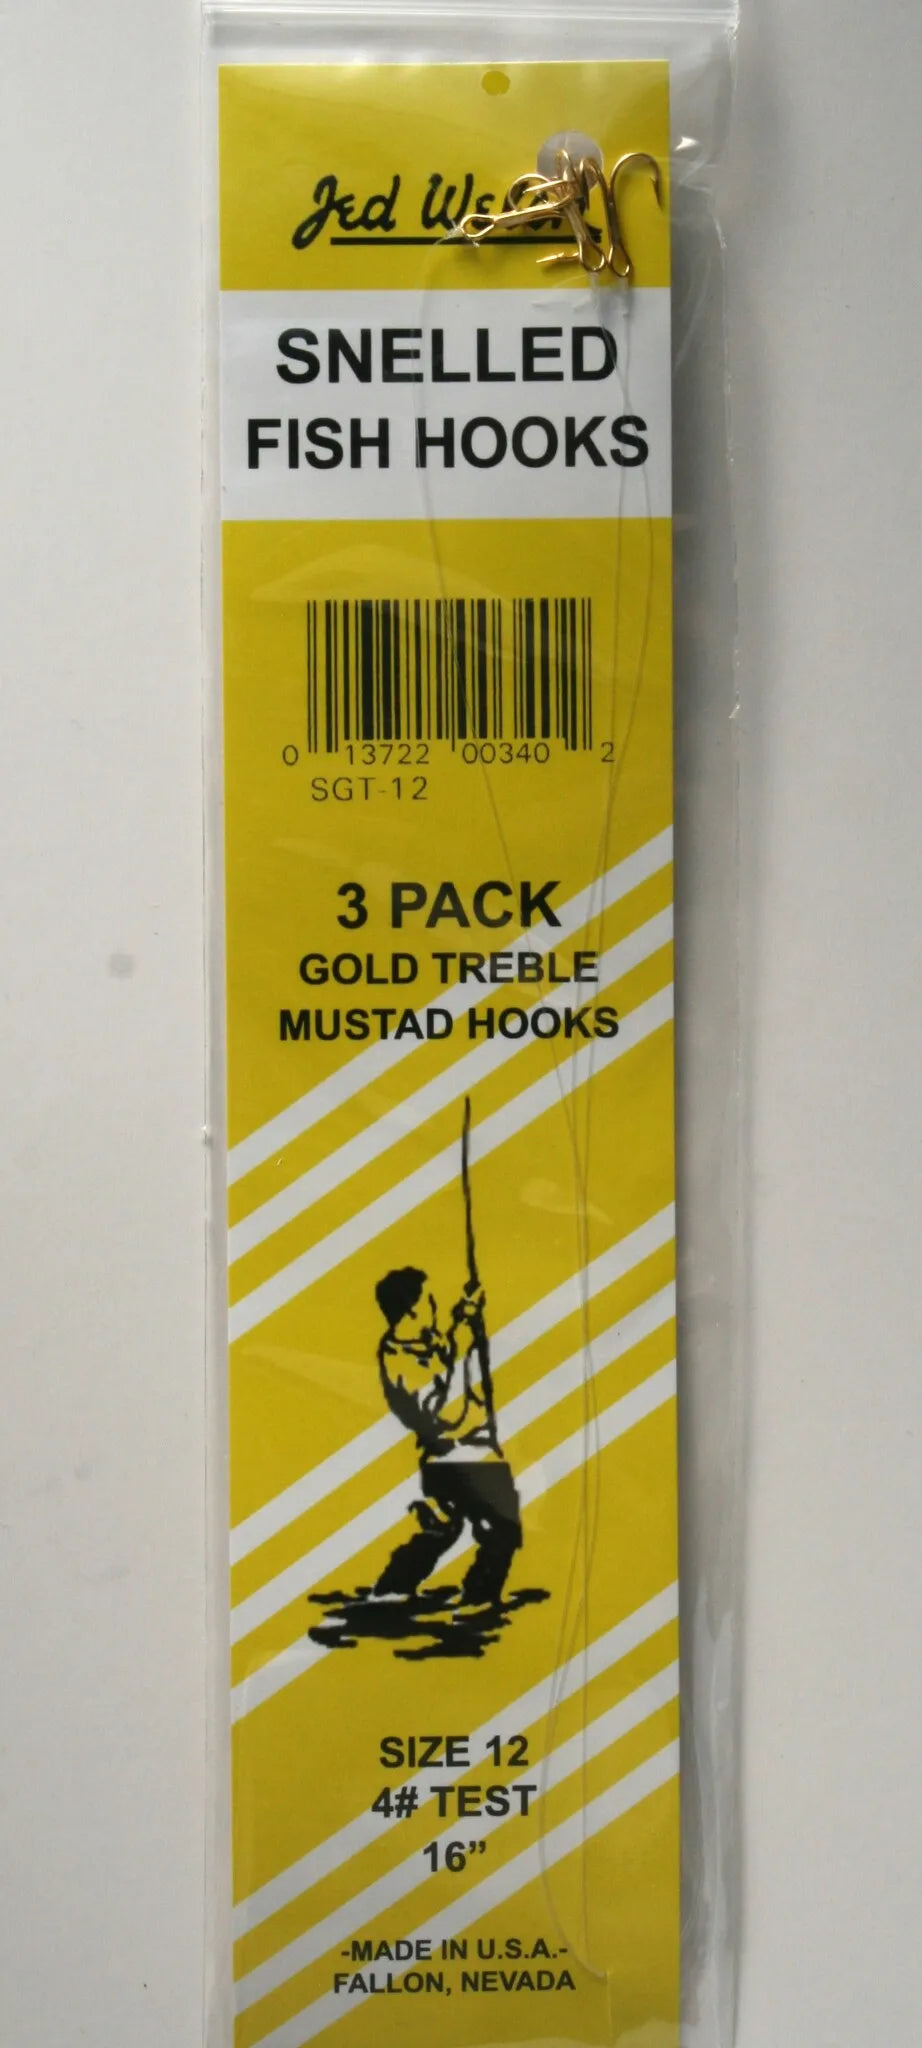 Jed
SNELLED
FISH HOOKS
0 13722 00340 2
SGT-12
3 PACK
GOLD TREBLE
MUSTAD HOOKS
SIZE 12
4# TEST
16”
-MADE IN U.S.A.-
FALLON, NEVADA